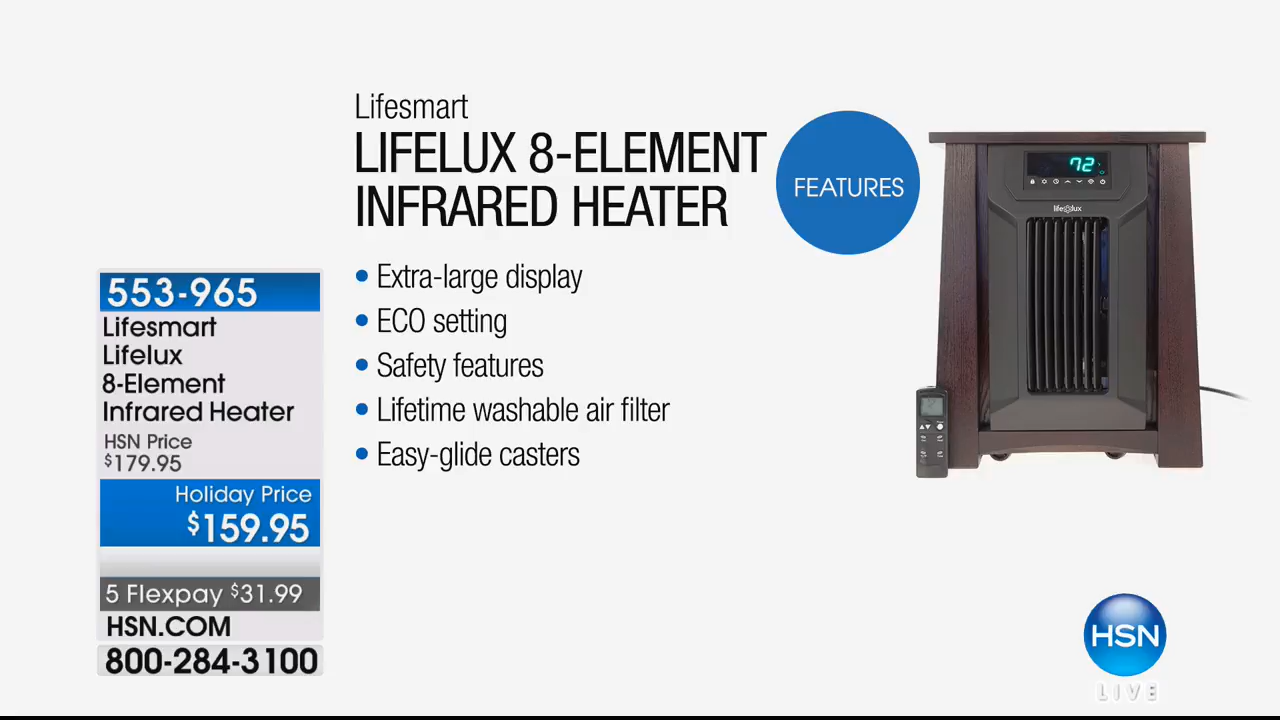 Lifesmart
LIFELUX 8-ELEMENT
INFRARED HEATER
FEATURES
• Extra-large display
• ECO setting
• Safety features
• Lifetime washable air filter
• Easy-glide casters
553-965
Lifesmart
Lifelux
8-Element
Infrared Heater
HSN Price
$179.95
Holiday Price
$159.95
5 Flexpay $31.99
HSN.COM
800-284-3100
72
life lux
HSN
LIVE